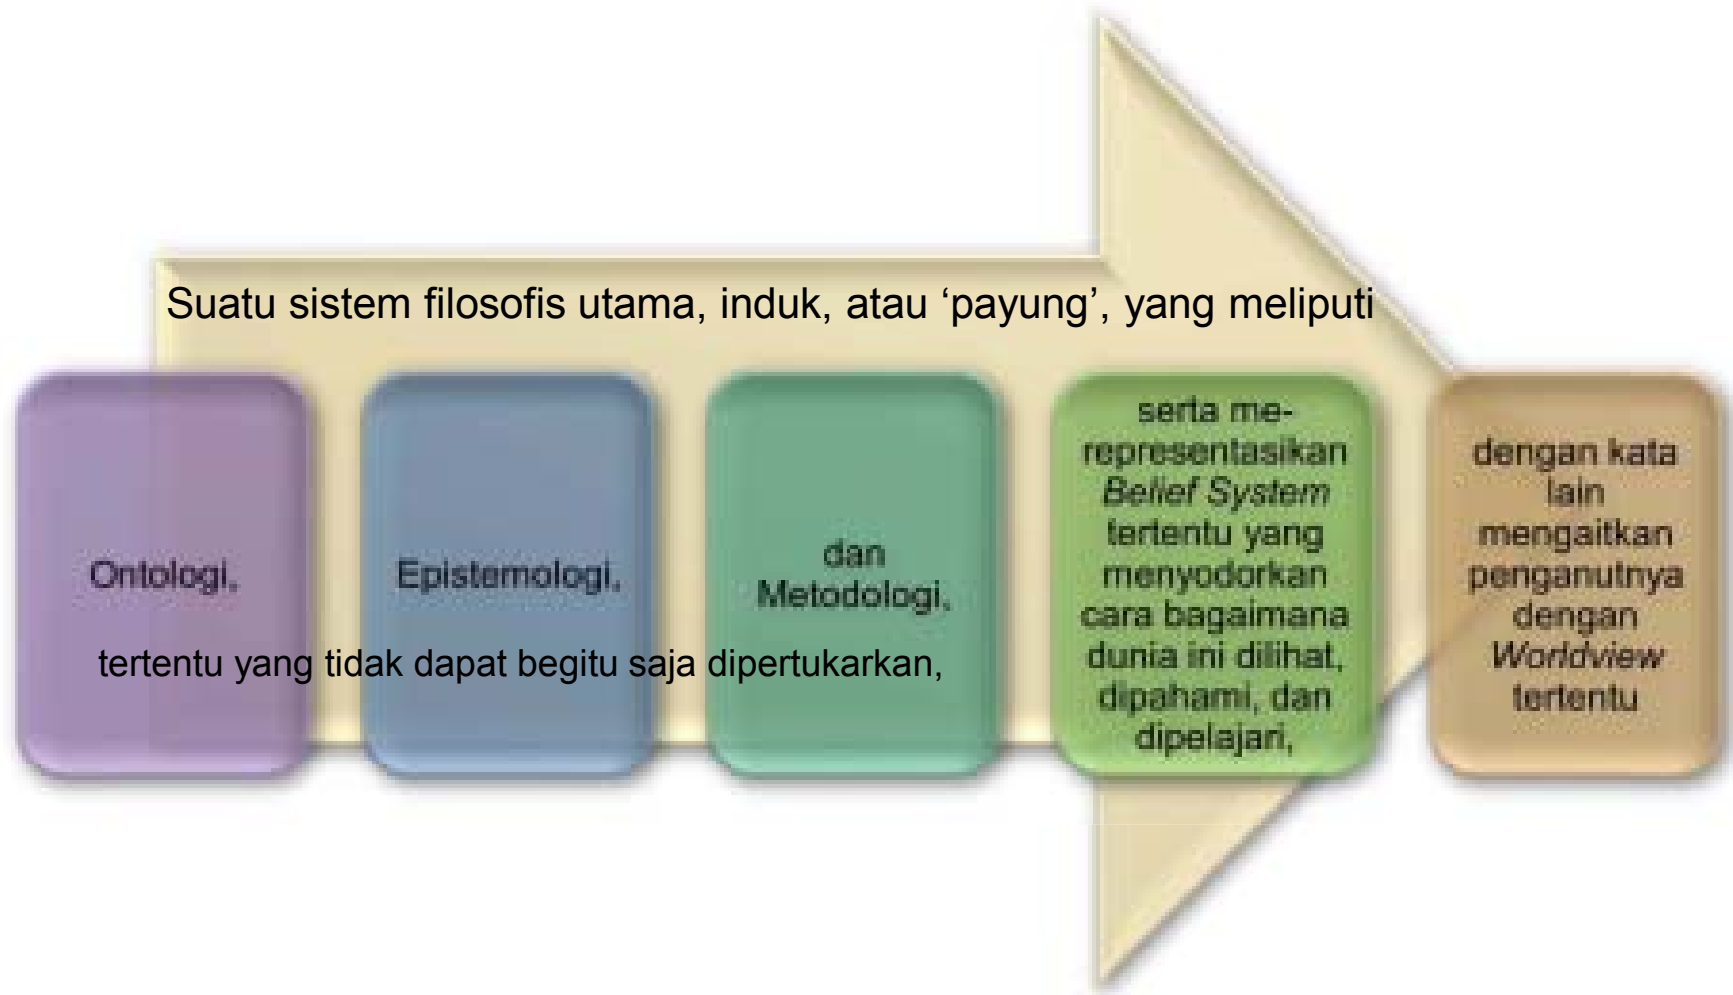 Suatu sistem filosofis utama, induk, atau ‘payung’, yang meliputi
Ontologi,
Epistemologi,
dan
Metodologi,
tertentu yang tidak dapat begitu saja dipertukarkan,
serta me-
representasikan
Belief System
tertentu yang
menyodorkan
cara bagaimana
dunia ini dilihat,
dipahami, dan
dipelajari,
dengan kata
lain
mengaitkan
penganutnya
dengan
Worldview
tertentu